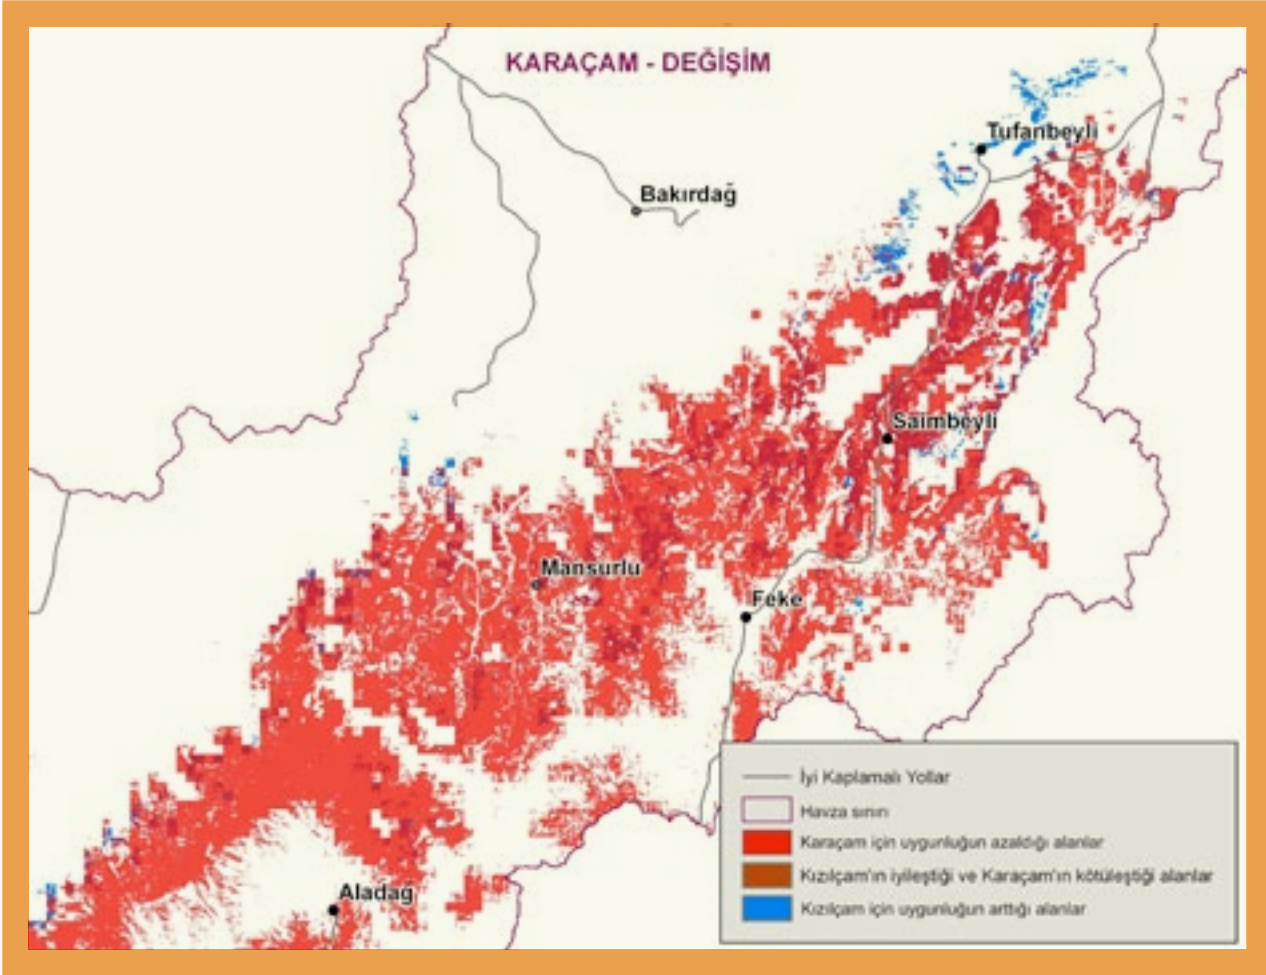 KARAÇAM - DEĞİŞİM
Tufanbeyli
Bakırdağ
Saimbeyli
Mansurlu
Feke
Aladağ
İyi Kaplamalı Yollar
Havza sınırı
Karaçam için uygunluğun azaldığı alanlar
Kızılçam'ın iyileştiği ve Karaçam'ın kötüleştiği alanlar
Kızılçam için uygunluğun arttığı alanlar